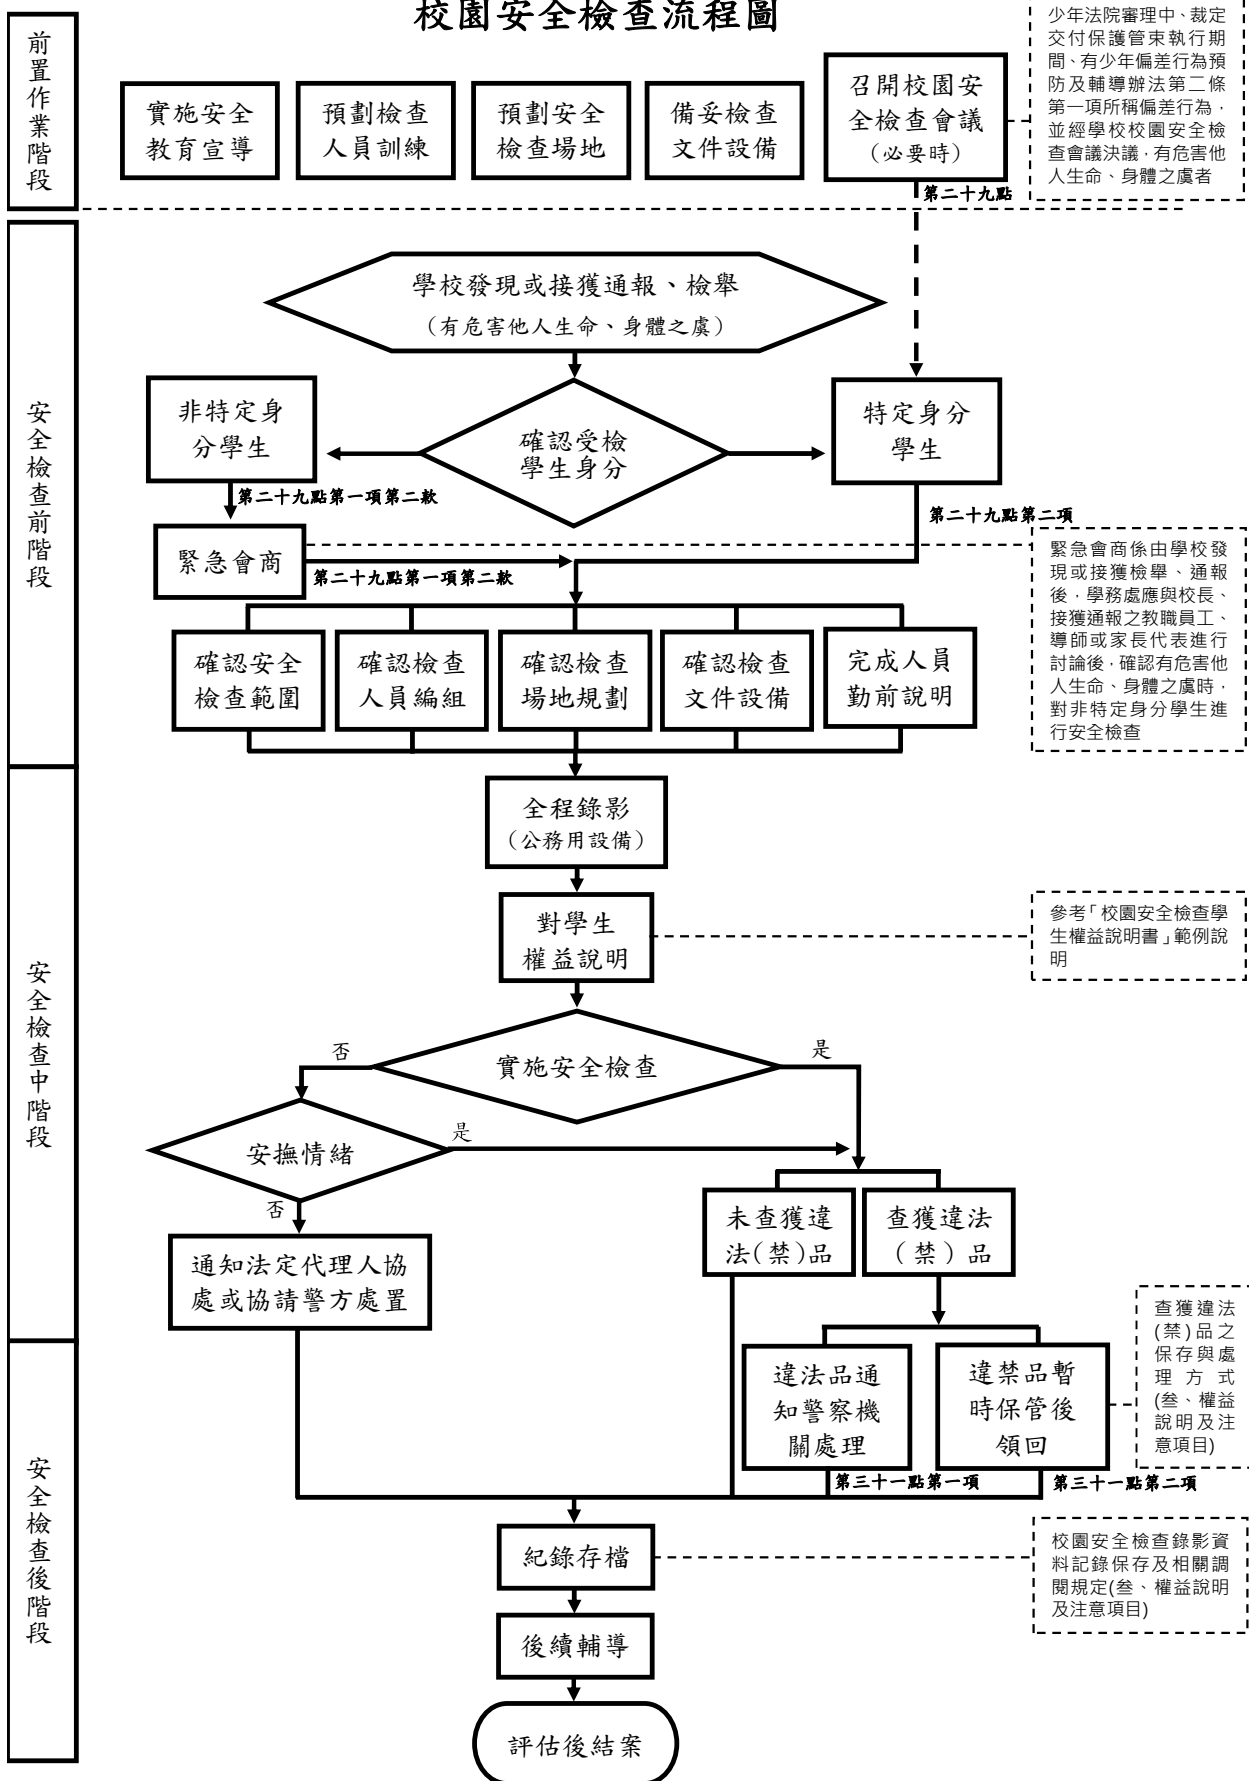 校園安全檢查流程圖
前置作業階段
實施安全
教育宣導
預劃檢查
人員訓練
預劃安全
檢查場地
備妥檢查
文件設備
召開校園安
全檢查會議
(必要時)
少年法院審理中、裁定
交付保護管束執行期
間、有少年偏差行為預
防及輔導辦法第二條
第一項所稱偏差行為，
並經學校校園安全檢
查會議決議，有危害他
人生命、身體之虞者
第二十九點
安全檢查前階段
學校發現或接獲通報、檢舉
（有危害他人生命、身體之虞）
非特定身
分學生
確認受檢
學生身分
特定身分
學生
第二十九點第一項第二款
第二十九點第二項
緊急會商
第二十九點第一項第二款
緊急會商係由學校發
現或接獲檢舉、通報
後，學務處應與校長、
接獲通報之教職員工、
導師或家長代表進行
討論後，確認有危害他
人生命、身體之虞時，
對非特定身分學生進
行安全檢查
確認安全
檢查範圍
確認檢查
人員編組
確認檢查
場地規劃
確認檢查
文件設備
完成人員
勤前說明
安全檢查中階段
全程錄影
（公務用設備）
對學生
權益說明
參考「校園安全檢查學
生權益說明書」範例說
明
實施安全檢查
否
是
安撫情緒
是
否
通知法定代理人協
處或協請警方處置
未查獲違
法(禁)品
查獲違法
（禁）品
安全檢查後階段
違法品通
知警察機
關處理
違禁品暫
時保管後
領回
查獲違法
(禁)品之
保存與處
理方式
(叁、權益
說明及注
意項目)
第三十一點第一項
第三十一點第二項
紀錄存檔
校園安全檢查錄影資
料記錄保存及相關調
閱規定(叁、權益說明
及注意項目)
後續輔導
評估後結案